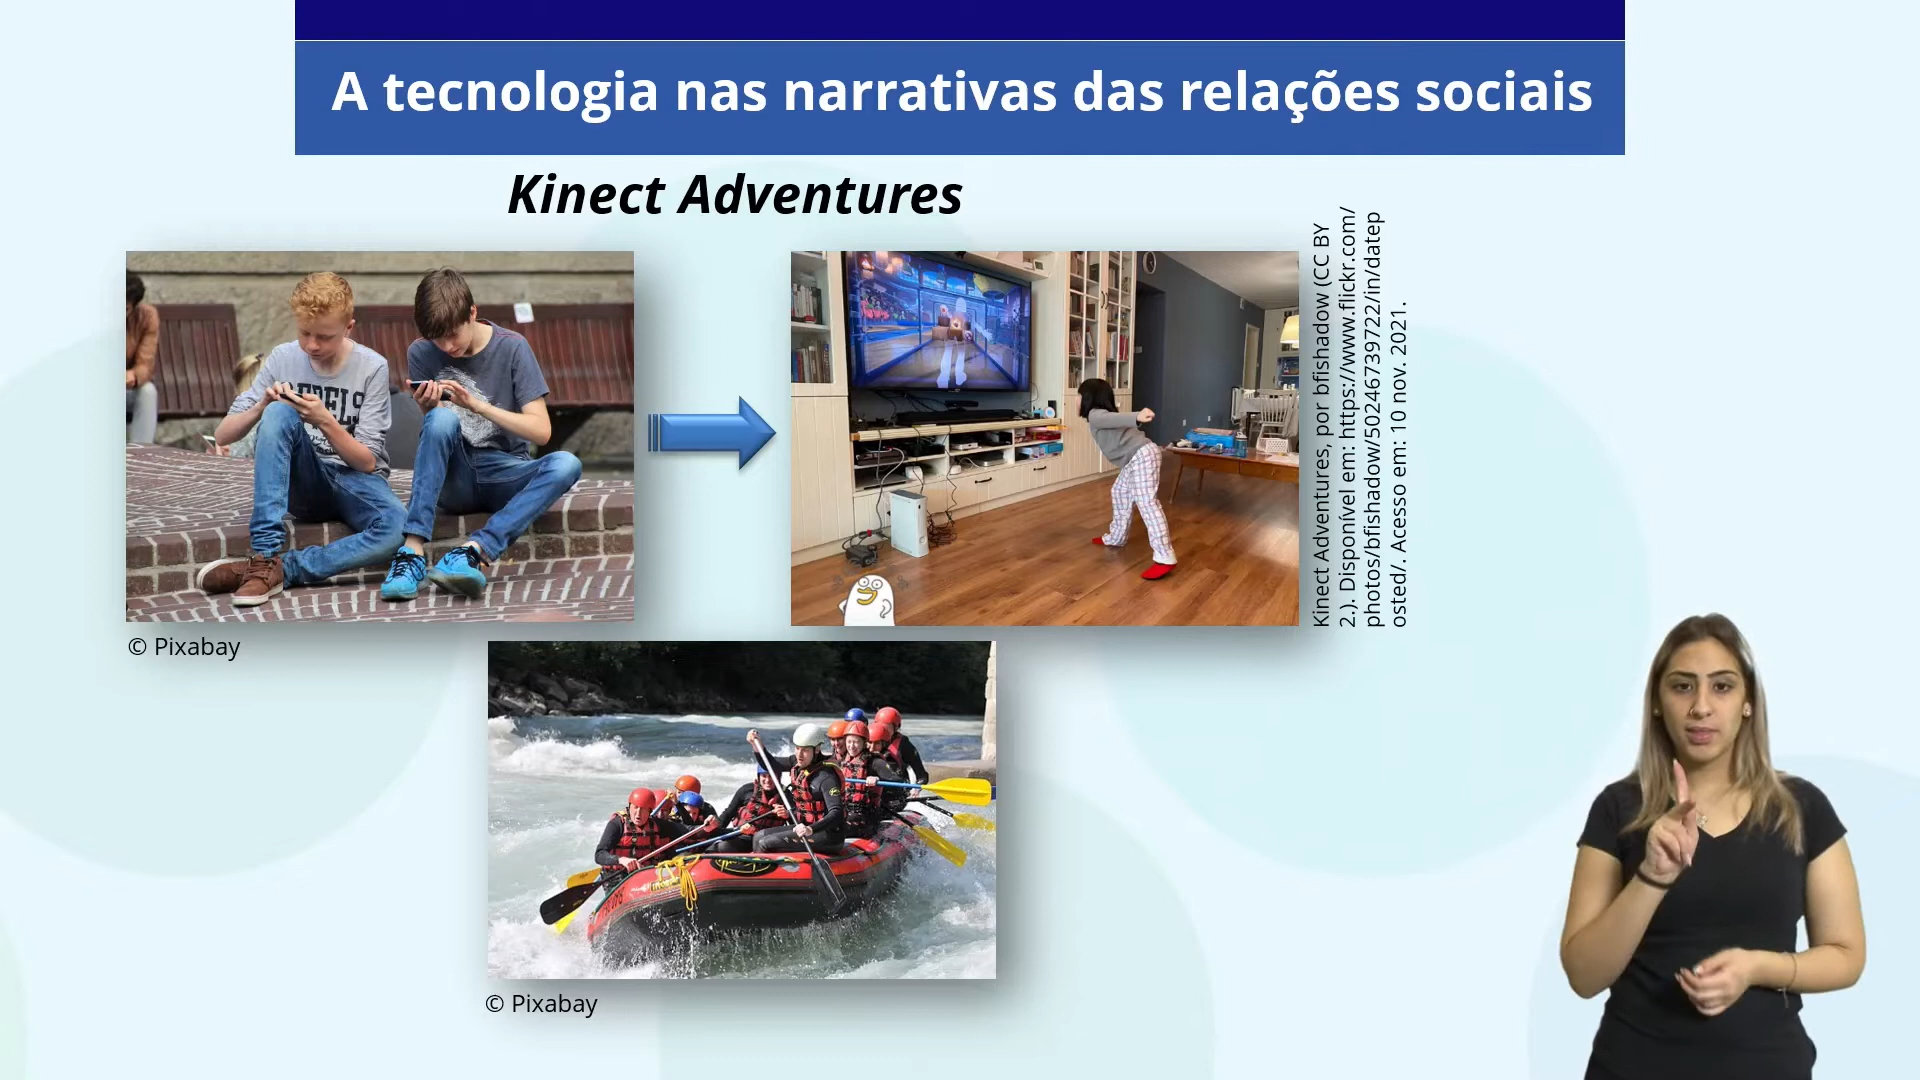 A tecnologia nas narrativas das relações sociais
Kinect Adventures
Kinect Adventures, por bfishadow (CC BY
2.). Disponível em: https://www.flickr.com/
photos/bfishadow/50246739722/in/datep
osted/. Acesso em: 10 nov. 2021.
© Pixabay
© Pixabay